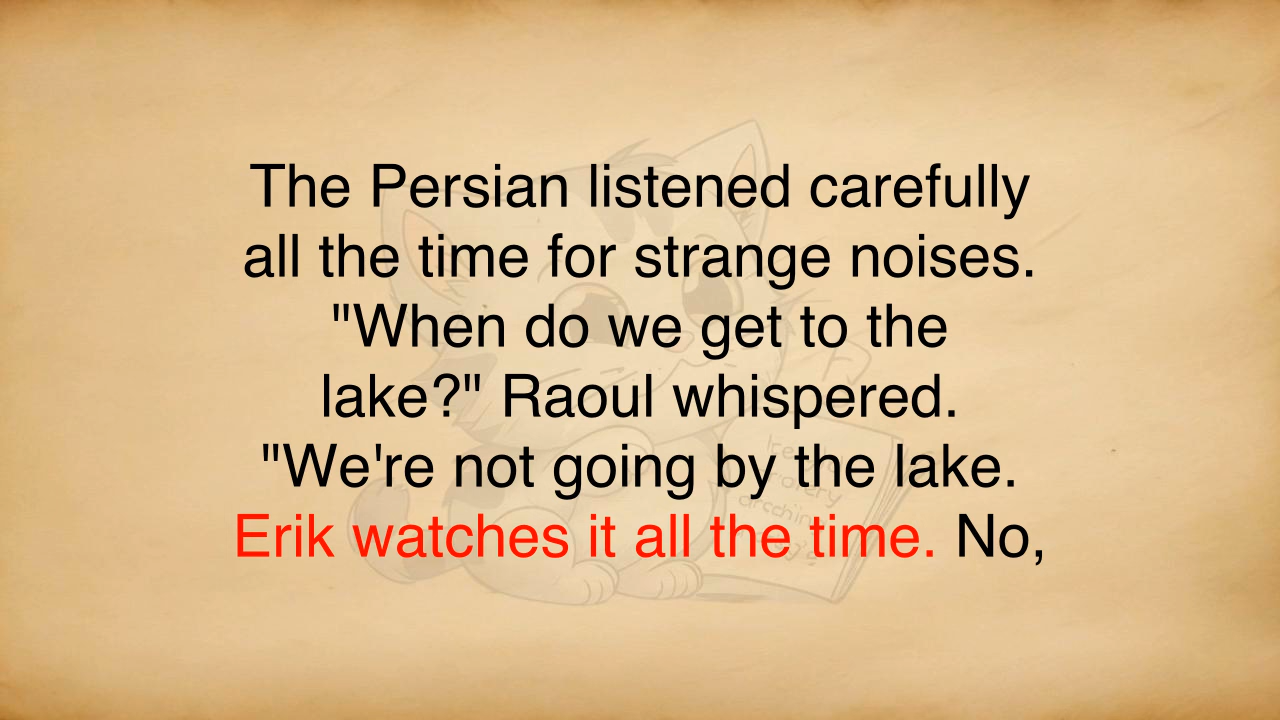 The Persian listened carefully
all the time for strange noises.
"When do we get to the
lake?" Raoul whispered.
"We're not going by the lake.
Erik watches it all the time. No,